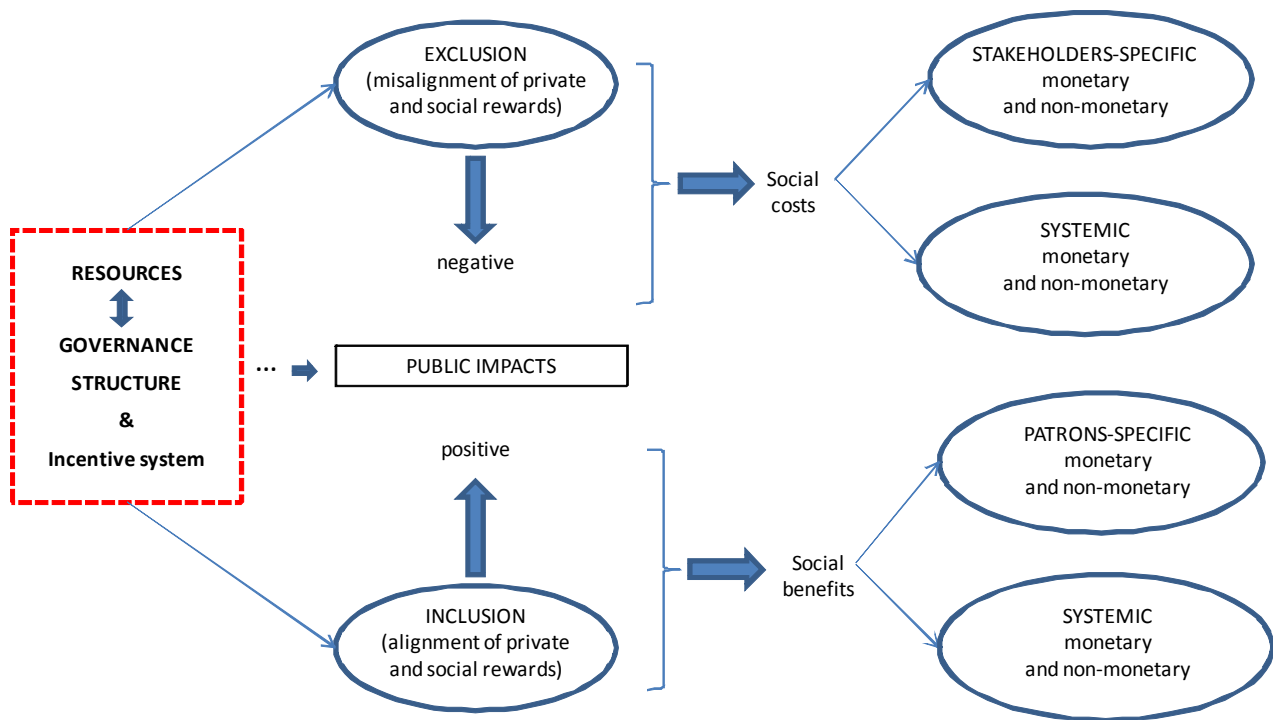 EXCLUSION
(misalignment of private
and social rewards)
negative
Social
costs
STAKEHOLDERS-SPECIFIC
monetary
and non-monetary
SYSTEMIC
monetary
and non-monetary
RESOURCES
GOVERNANCE
STRUCTURE
&
Incentive system
...
PUBLIC IMPACTS
positive
INCLUSION
(alignment of private
and social rewards)
Social
benefits
PATRONS-SPECIFIC
monetary
and non-monetary
SYSTEMIC
monetary
and non-monetary